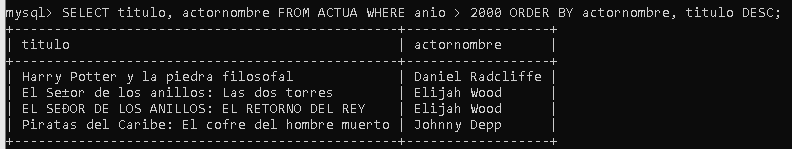 mysql> SELECT titulo, actornombre FROM ACTUA WHERE anio > 2000 ORDER BY actornombre, titulo DESC;
+------------------------------------------------+------------------+
| titulo                                         | actornombre      |
+------------------------------------------------+------------------+
| Harry Potter y la piedra filosofal             | Daniel Radcliffe |
| El Se±or de los anillos: Las dos torres        | Elijah Wood      |
| EL SEÐOR DE LOS ANILLOS: EL RETORNO DEL REY    | Elijah Wood      |
| Piratas del Caribe: El cofre del hombre muerto | Johnny Depp      |
+------------------------------------------------+------------------+